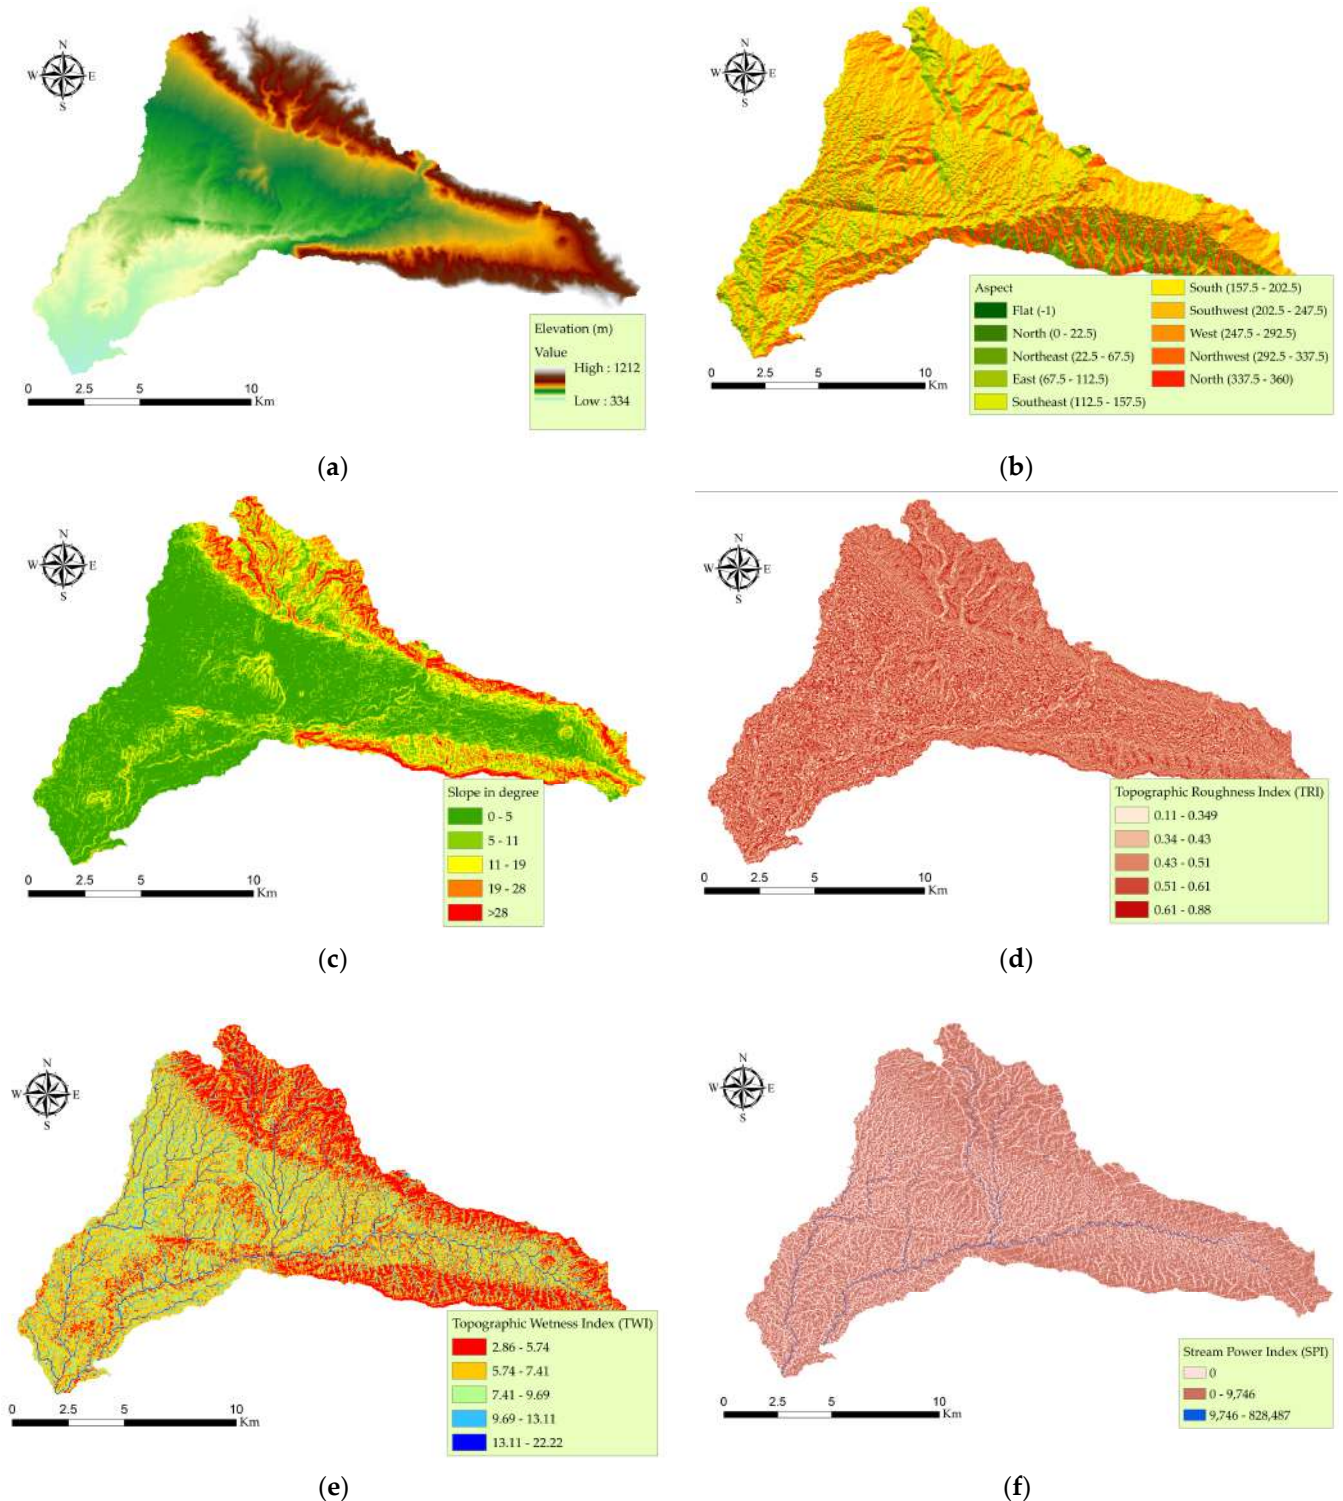 N
W E
S
Elevation (m)
Value
High : 1212
Low : 334
0 2.5 5 10
Km
(a)
N
W E
S
Aspect
Flat (-1)
North (0 - 22.5)
Northeast (22.5 - 67.5)
East (67.5 - 112.5)
Southeast (112.5 - 157.5)
South (157.5 - 202.5)
Southwest (202.5 - 247.5)
West (247.5 - 292.5)
Northwest (292.5 - 337.5)
North (337.5 - 360)
0 2.5 5 10
Km
(b)
N
W E
S
Slope in degree
0 - 5
5 - 11
11 - 19
19 - 28
>28
0 2.5 5 10
Km
(c)
N
W E
S
Topographic Roughness Index (TRI)
0.11 - 0.349
0.34 - 0.43
0.43 - 0.51
0.51 - 0.61
0.61 - 0.88
0 2.5 5 10
Km
(d)
N
W E
S
Topographic Wetness Index (TWI)
2.86 - 5.74
5.74 - 7.41
7.41 - 9.69
9.69 - 13.11
13.11 - 22.22
0 2.5 5 10
Km
(e)
N
W E
S
Stream Power Index (SPI)
0
0 - 9,746
9,746 - 828,487
0 2.5 5 10
Km
(f)